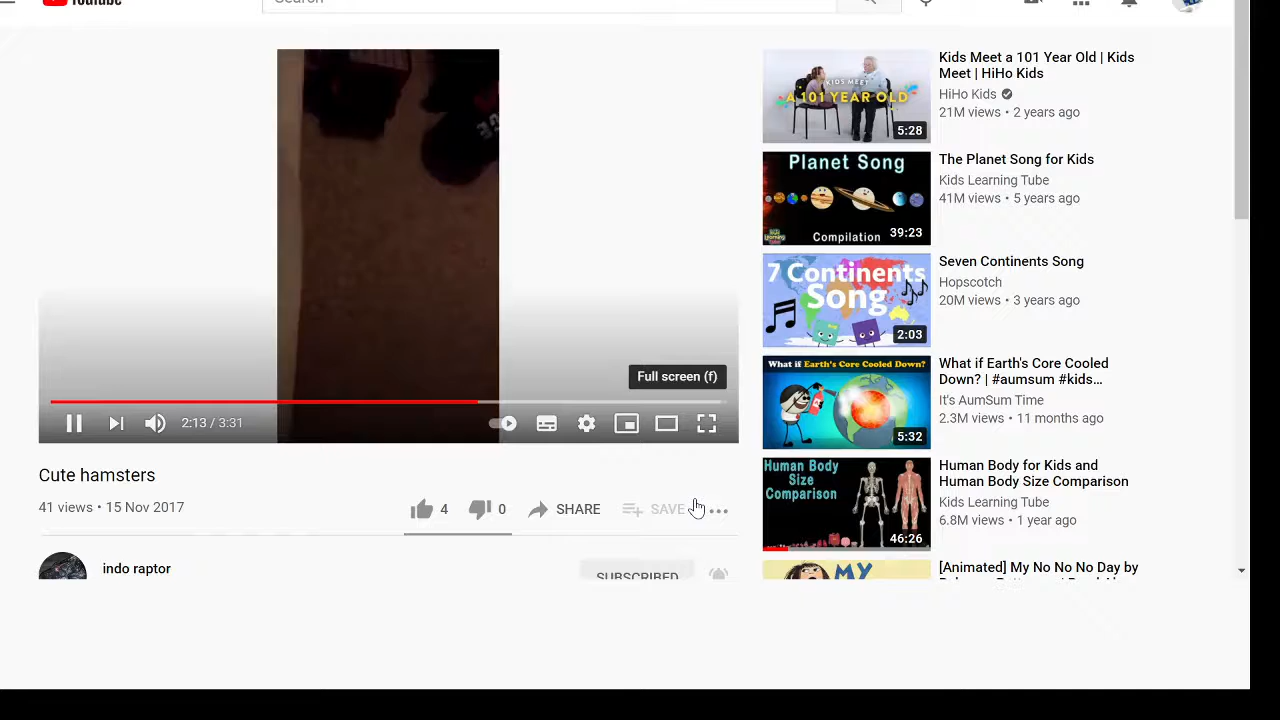 YouTube
Search
Full screen (f)
2:13 / 3:31
Cute hamsters
41 views • 15 Nov 2017
4
0
SHARE
SAVE
indo raptor
SUBSCRIBED
KIDS MEET
A 101 YEAR OLD
5:28
Kids Meet a 101 Year Old | Kids
Meet | HiHo Kids
HiHo Kids
21M views • 2 years ago
Planet Song
Compilation
39:23
The Planet Song for Kids
Kids Learning Tube
41M views • 5 years ago
7 Continents
Song
2:03
Seven Continents Song
Hopscotch
20M views • 3 years ago
What if Earth's Core Cooled Down?
5:32
What if Earth's Core Cooled
Down? | #aumsum #kids...
It's AumSum Time
2.3M views • 11 months ago
Human Body
Size
Comparison
46:26
Human Body for Kids and
Human Body Size Comparison
Kids Learning Tube
6.8M views • 1 year ago
MY
[Animated] My No No No Day by